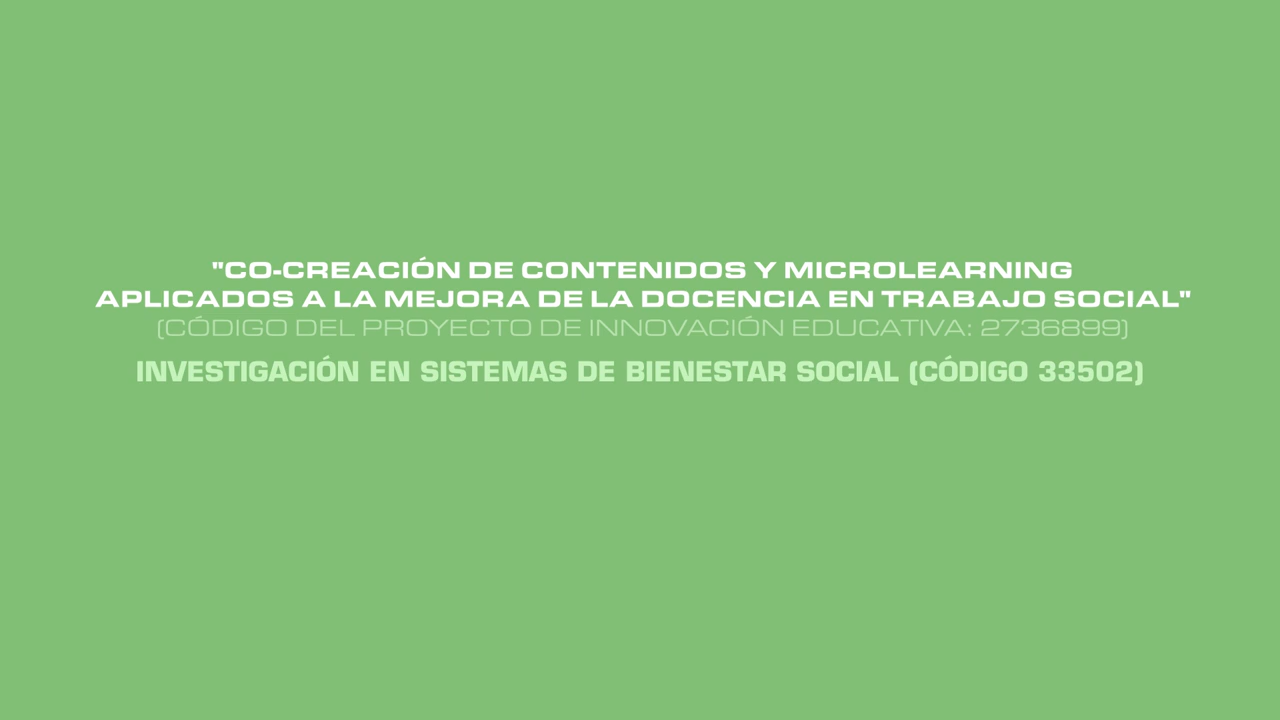 "CO-CREACIÓN DE CONTENIDOS Y MICROLEARNING
APLICADOS A LA MEJORA DE LA DOCENCIA EN TRABAJO SOCIAL"
(CÓDIGO DEL PROYECTO DE INNOVACIÓN EDUCATIVA: 2736899)
INVESTIGACIÓN EN SISTEMAS DE BIENESTAR SOCIAL (CÓDIGO 33502)